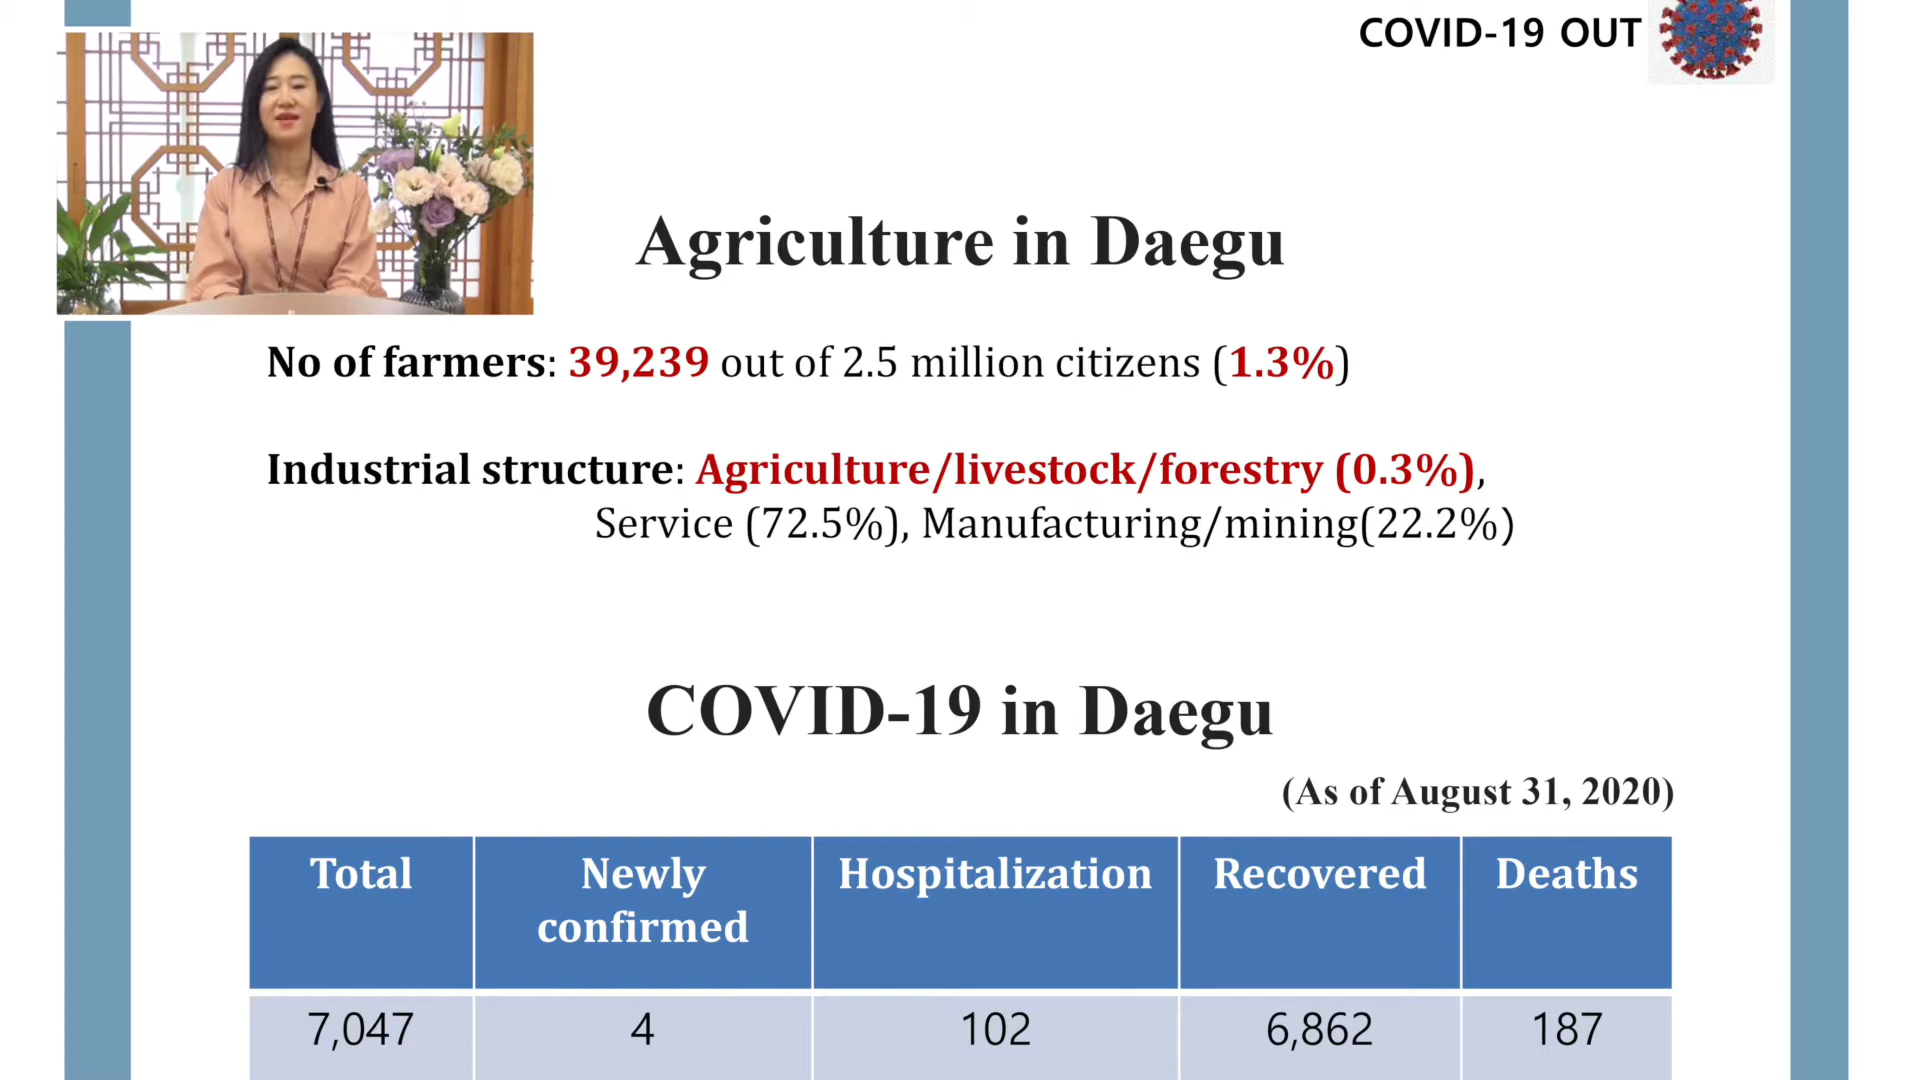 COVID-19 OUT
Agriculture in Daegu
No of farmers: 39,239 out of 2.5 million citizens (1.3%)
Industrial structure: Agriculture/livestock/forestry (0.3%),
Service (72.5%), Manufacturing/mining(22.2%)
COVID-19 in Daegu
(As of August 31, 2020)
Total
Newly
confirmed
Hospitalization
Recovered
Deaths
7,047
4
102
6,862
187